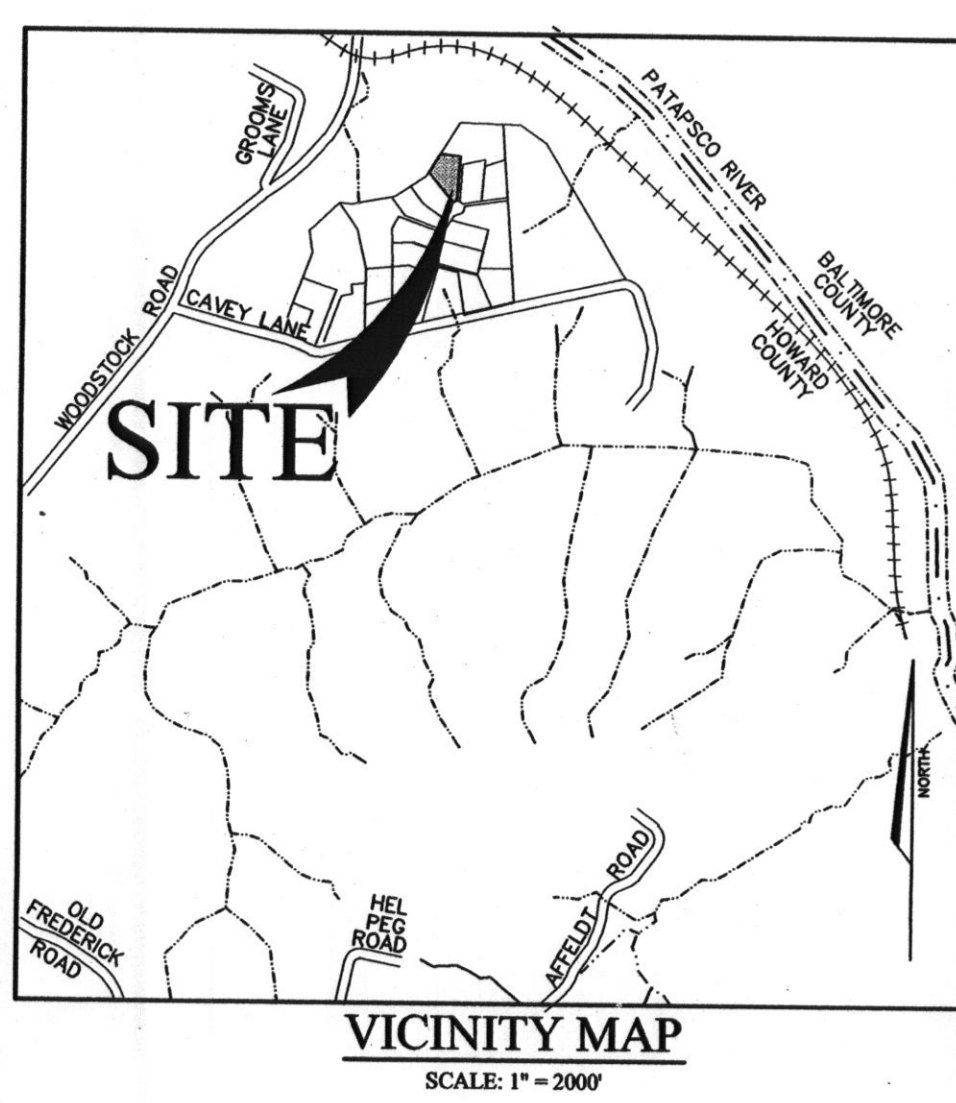 GROOMS
LANE
PATAPSCO RIVER
BALTIMORE
COUNTY
HOWARD
COUNTY
WOODSTOCK ROAD
CAVEY LANE
SITE
NORTH
OLD
FREDERICK
ROAD
HEL
PEG
ROAD
AFFELDT ROAD
VICINITY MAP
SCALE: 1" = 2000'